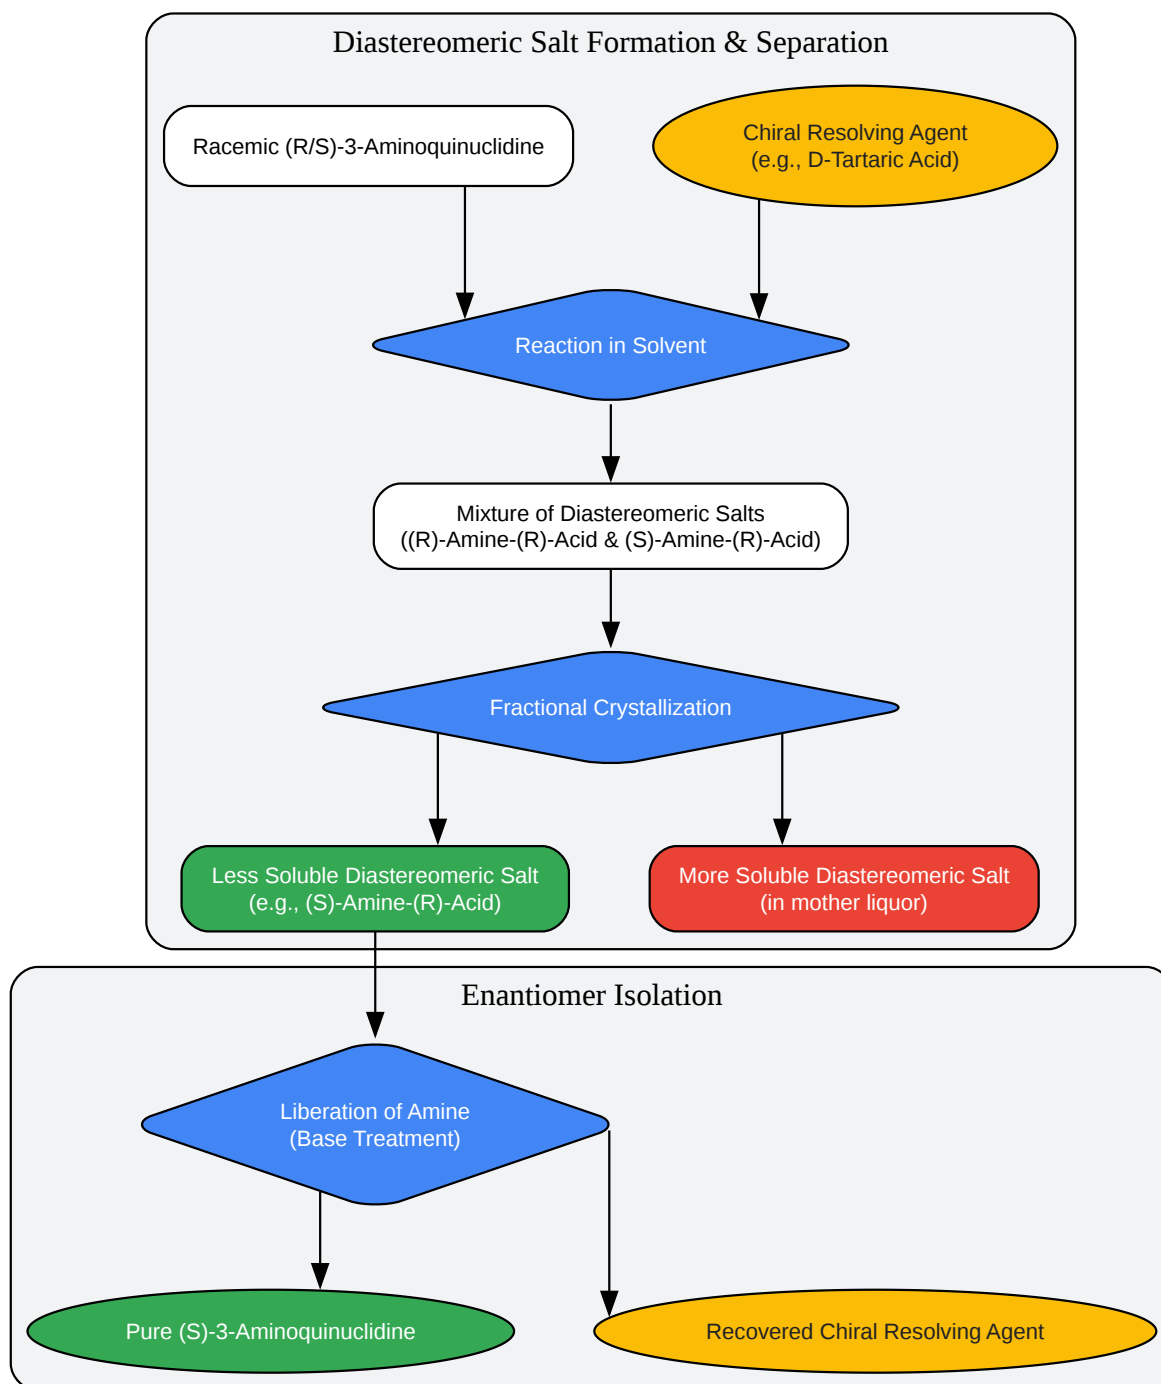 Diastereomeric Salt Formation & Separation
Racemic (R/S)-3-Aminoquinuclidine
Chiral Resolving Agent
(e.g., D-Tartaric Acid)
Reaction in Solvent
Mixture of Diastereomeric Salts
((R)-Amine-(R)-Acid & (S)-Amine-(R)-Acid)
Fractional Crystallization
Less Soluble Diastereomeric Salt
(e.g., (S)-Amine-(R)-Acid)
More Soluble Diastereomeric Salt
(in mother liquor)
Enantiomer Isolation
Liberation of Amine
(Base Treatment)
Pure (S)-3-Aminoquinuclidine
Recovered Chiral Resolving Agent